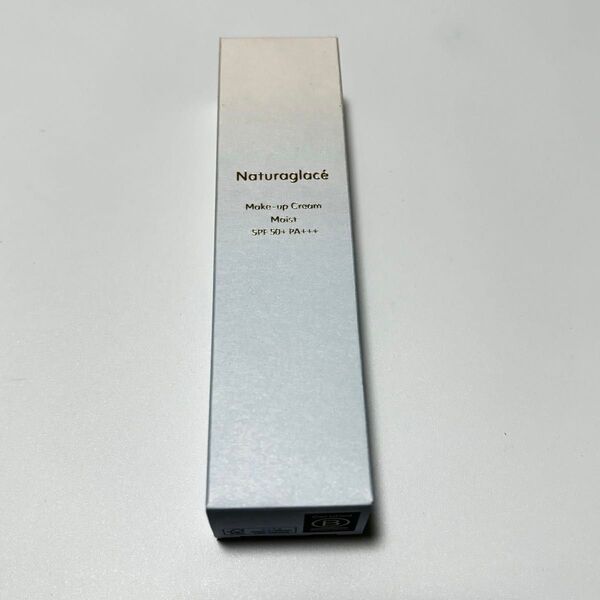 Naturaglacé
Make-up Cream
Moist
SPF 50+ PA+++
B